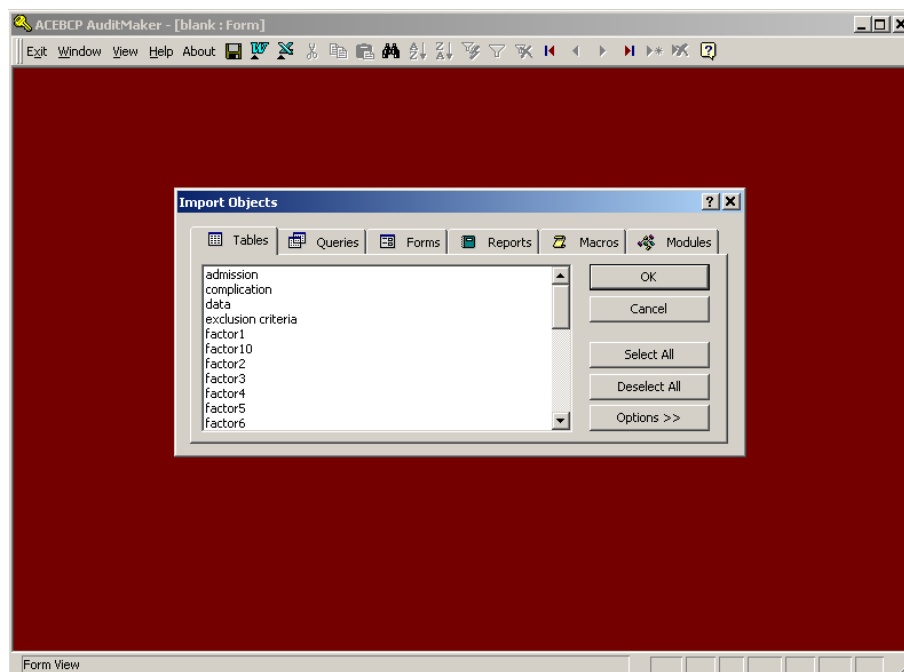 ACEBCP AuditMaker - [blank : Form]
Exit Window View Help About
Import Objects
Tables Queries Forms Reports Macros Modules
admission
complication
data
exclusion criteria
factor1
factor10
factor2
factor3
factor4
factor5
factor6
OK
Cancel
Select All
Deselect All
Options >>
Form View